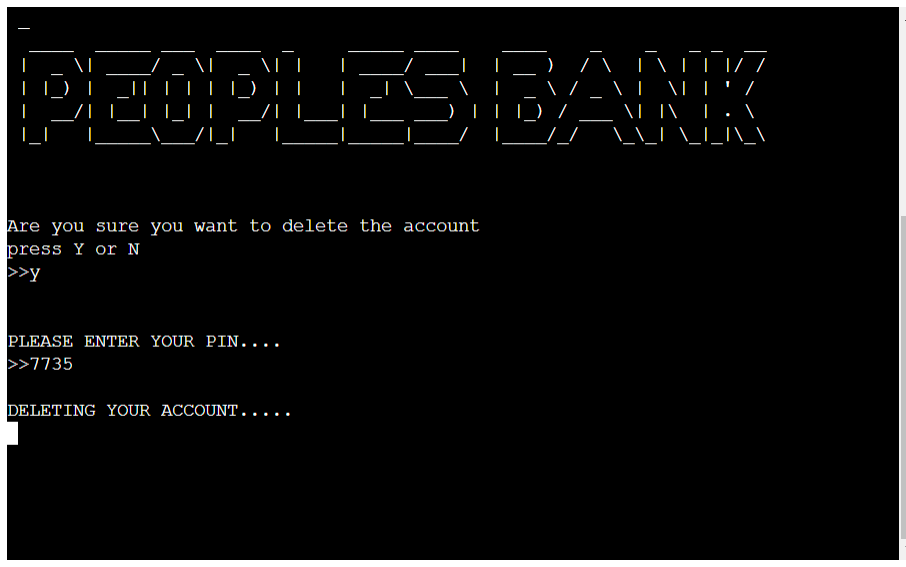 PEOPLES BANK
Are you sure you want to delete the account
press Y or N
>>y
PLEASE ENTER YOUR PIN....
>>7735
DELETING YOUR ACCOUNT.....